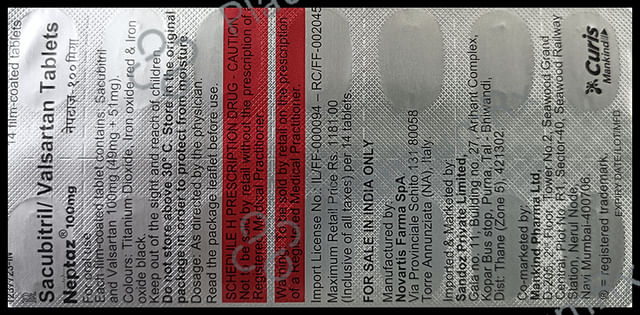 14 film-coated tablets
Sacubitril/ Valsartan Tablets
Neptaz® 100mg नेपटाज़® १०० मिग्रा
For oral use
Each film-coated tablet contains: Sacubitril
and Valsartan 100mg (49mg + 51mg).
Colours: Titanium Dioxide, Iron oxide red & Iron
oxide black.
Keep out of the sight and reach of children.
Do not store above 30° C. Store in the original
package in order to protect from moisture.
Dosage: As directed by the physician.
Read the package leaflet before use.
SCHEDULE H PRESCRIPTION DRUG - CAUTION
Not to be sold by retail without the prescription of a
Registered Medical Practitioner.
Warning: To be sold by retail on the prescription
of a Registered Medical Practitioner.
Import License No.: IL/FF-000094 – RC/FF-002045
Maximum Retail Price Rs. 1181.00
(Inclusive of all taxes) per 14 tablets.
FOR SALE IN INDIA ONLY
Manufactured by
Novartis Farma SpA
Via Provinciale Schito 131,80058
Torre Annunziata (NA), Italy.
Imported & Marketed by:
Sandoz Private Limited,
Gala no. 111, Building no. 27, Arihant Complex,
Kopar Bus stop, Purna, Tal - Bhiwandi,
Dist: Thane (Zone 5), 421302
Co-marketed by:
Mankind Pharma Ltd.
Tower No.2, Seawood Grand
Central, Plot No. R1, Sector-40, Seawood Railway
Station, Nerul Node,
Navi Mumbai-400706
® = registered trademark.
EXPIRY DATE/LOT/MFD
Curis
Mankind